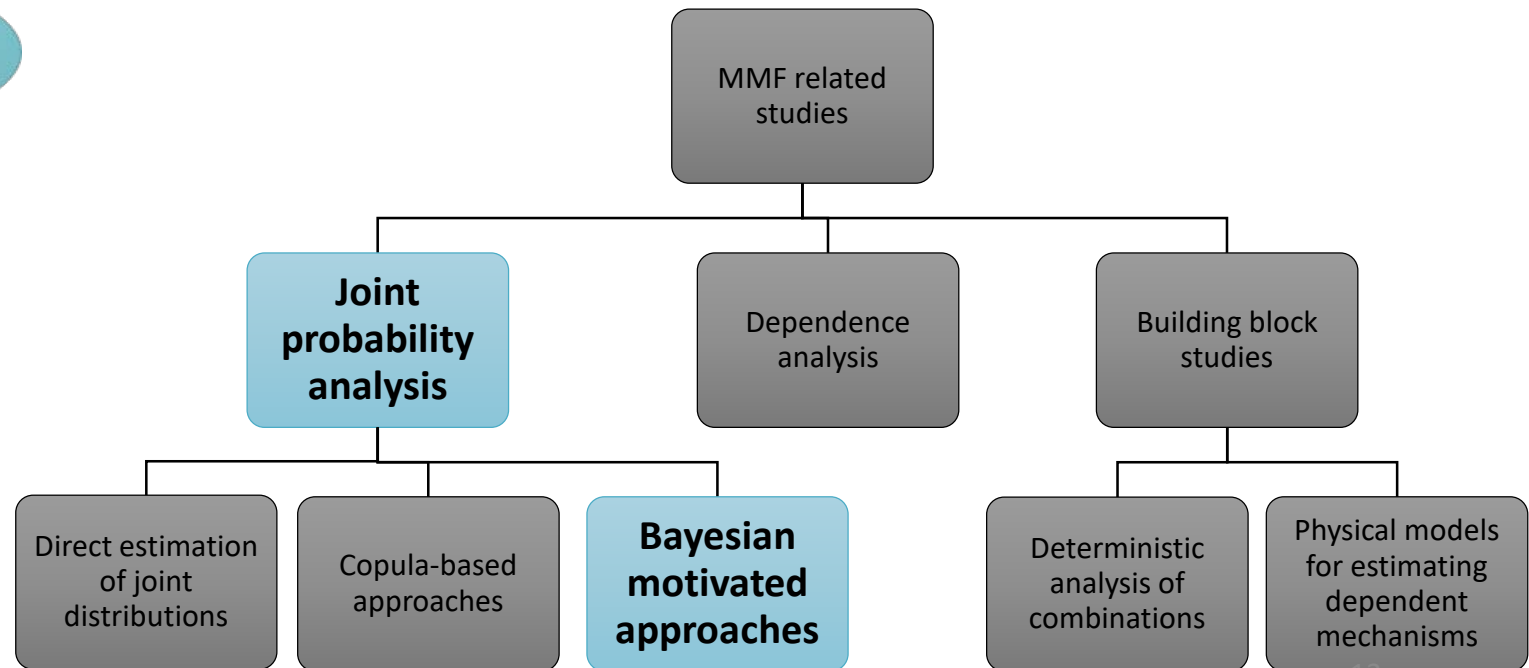 MMF related
studies
Joint
probability
analysis
Dependence
analysis
Building block
studies
Direct estimation
of joint
distributions
Copula-based
approaches
Bayesian
motivated
approaches
Deterministic
analysis of
combinations
Physical models
for estimating
dependent
mechanisms